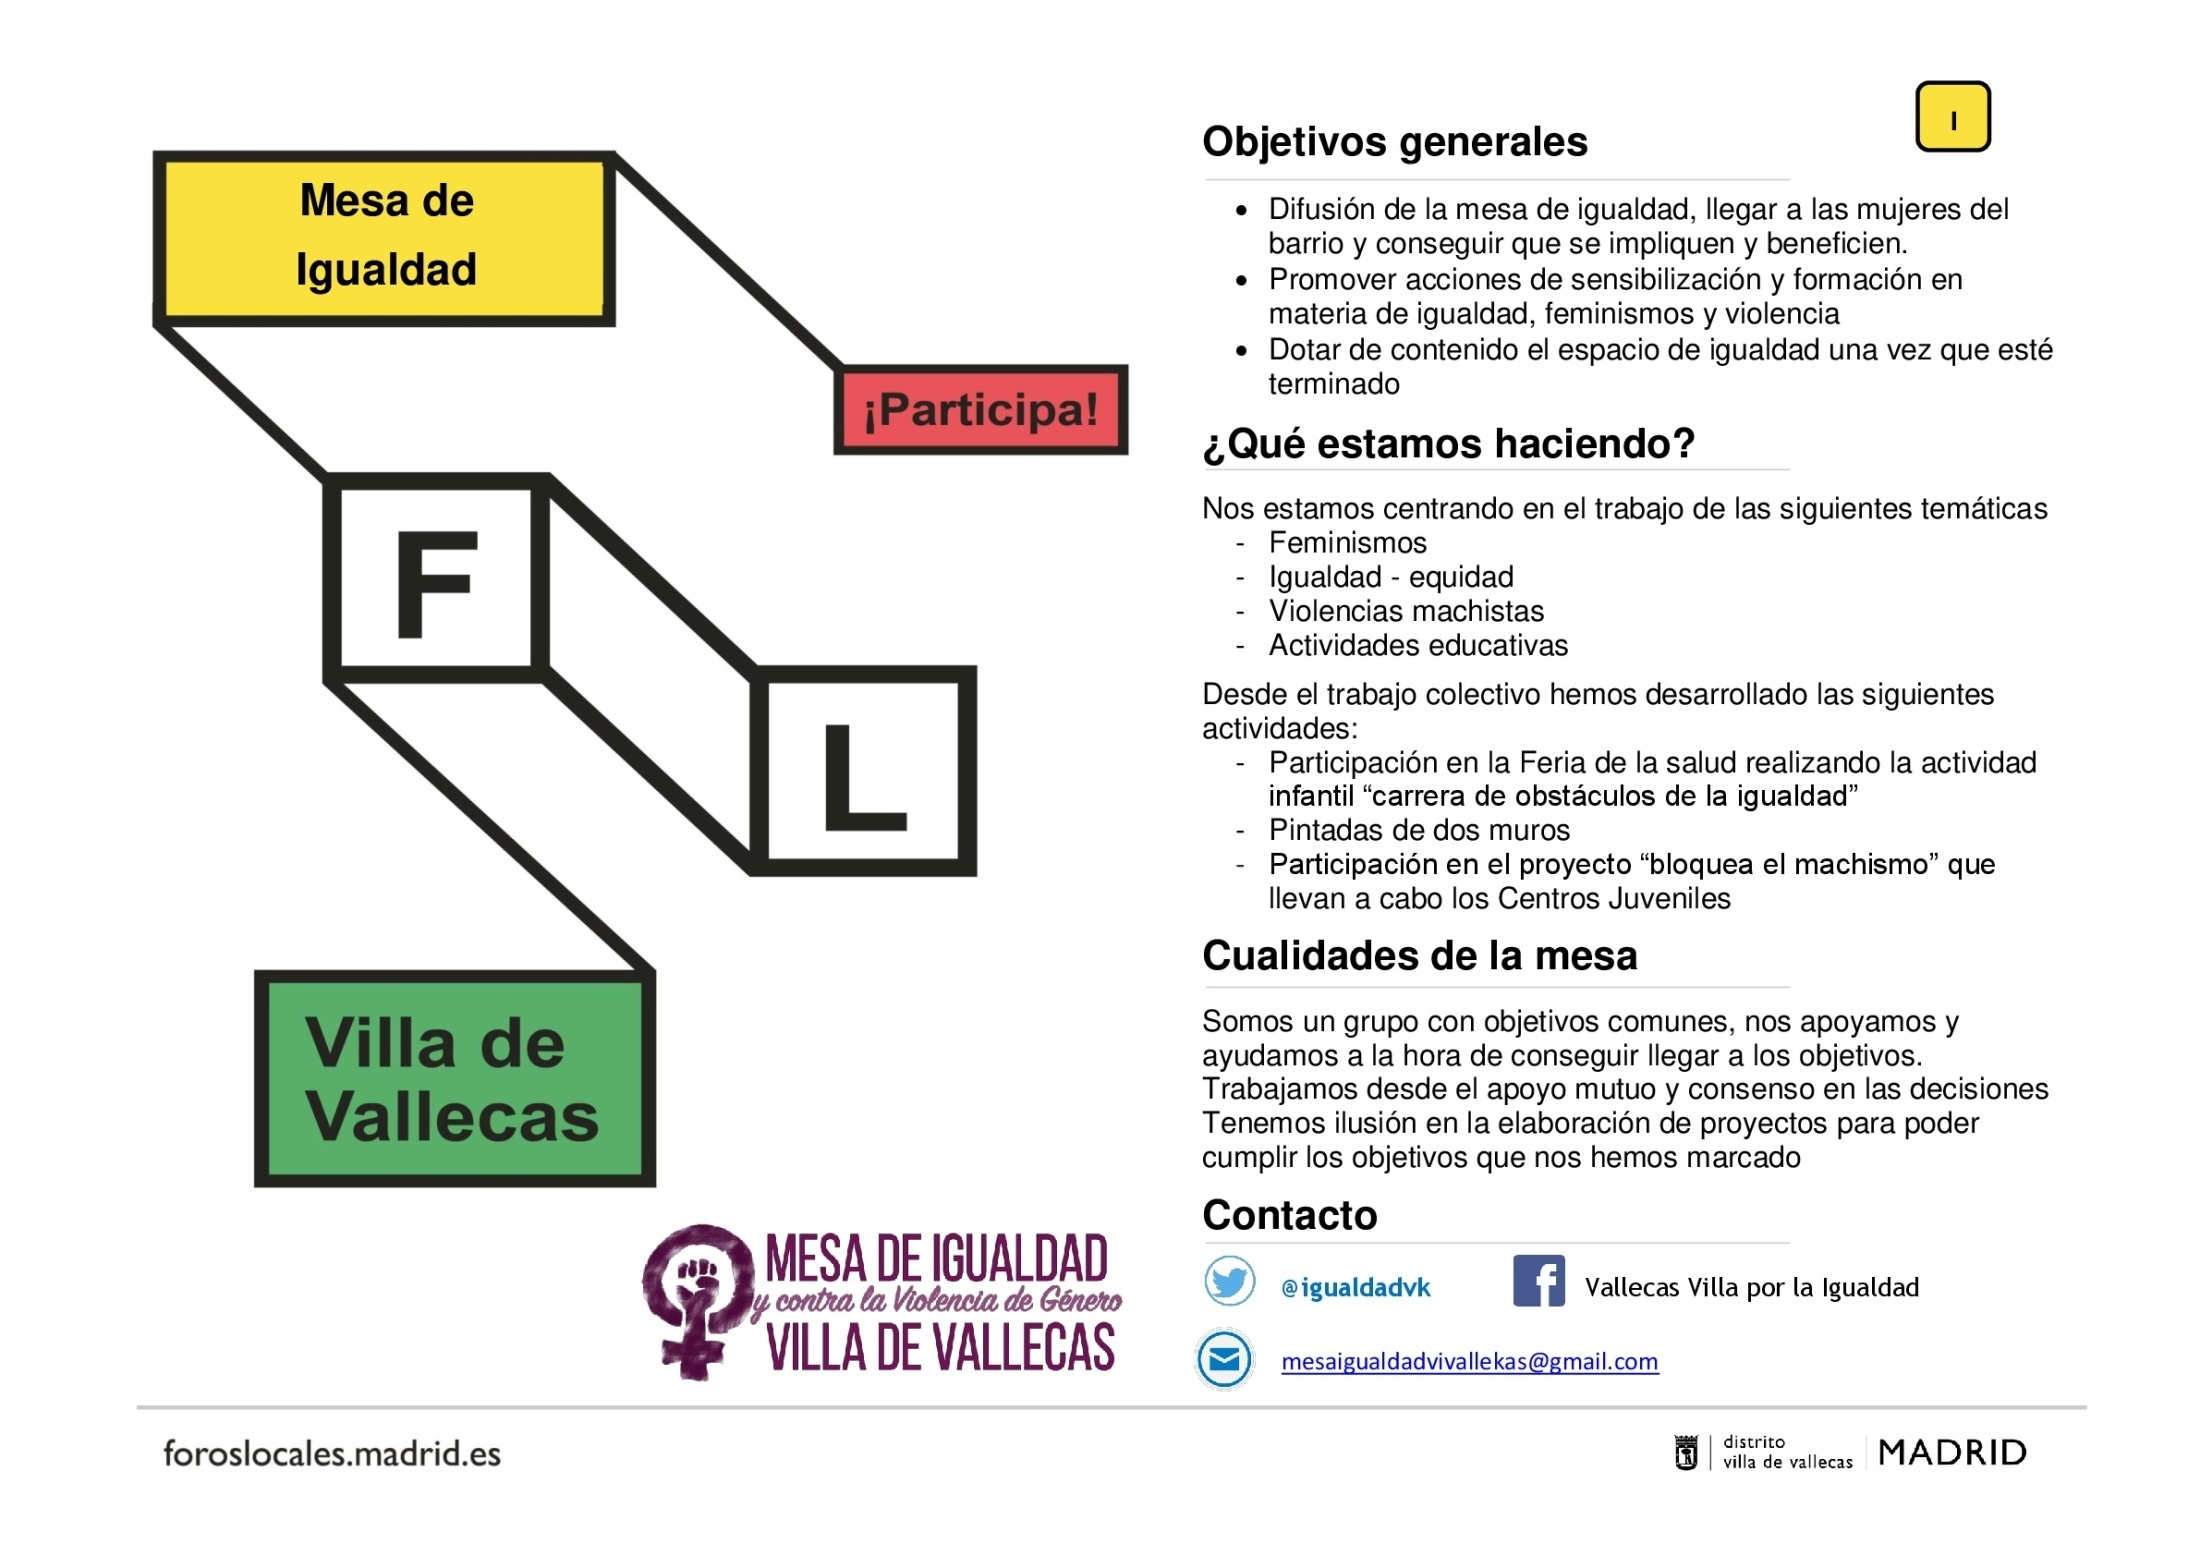 Mesa de
Igualdad
¡Participa!
F
L
Villa de
Vallecas
MESA DE IGUALDAD
y contra la Violencia de Género
VILLA DE VALLECAS
I
Objetivos generales
• Difusión de la mesa de igualdad, llegar a las mujeres del
barrio y conseguir que se impliquen y beneficien.
• Promover acciones de sensibilización y formación en
materia de igualdad, feminismos y violencia
• Dotar de contenido el espacio de igualdad una vez que esté
terminado
¿Qué estamos haciendo?
Nos estamos centrando en el trabajo de las siguientes temáticas
- Feminismos
- Igualdad - equidad
- Violencias machistas
- Actividades educativas
Desde el trabajo colectivo hemos desarrollado las siguientes
actividades:
- Participación en la Feria de la salud realizando la actividad
infantil “carrera de obstáculos de la igualdad”
- Pintadas de dos muros
- Participación en el proyecto “bloquea el machismo” que
llevan a cabo los Centros Juveniles
Cualidades de la mesa
Somos un grupo con objetivos comunes, nos apoyamos y
ayudamos a la hora de conseguir llegar a los objetivos.
Trabajamos desde el apoyo mutuo y consenso en las decisiones
Tenemos ilusión en la elaboración de proyectos para poder
cumplir los objetivos que nos hemos marcado
Contacto
@igualdadvk
Vallecas Villa por la Igualdad
mesaigualdadvivallekas@gmail.com
foroslocales.madrid.es
distrito
villa de vallecas
MADRID